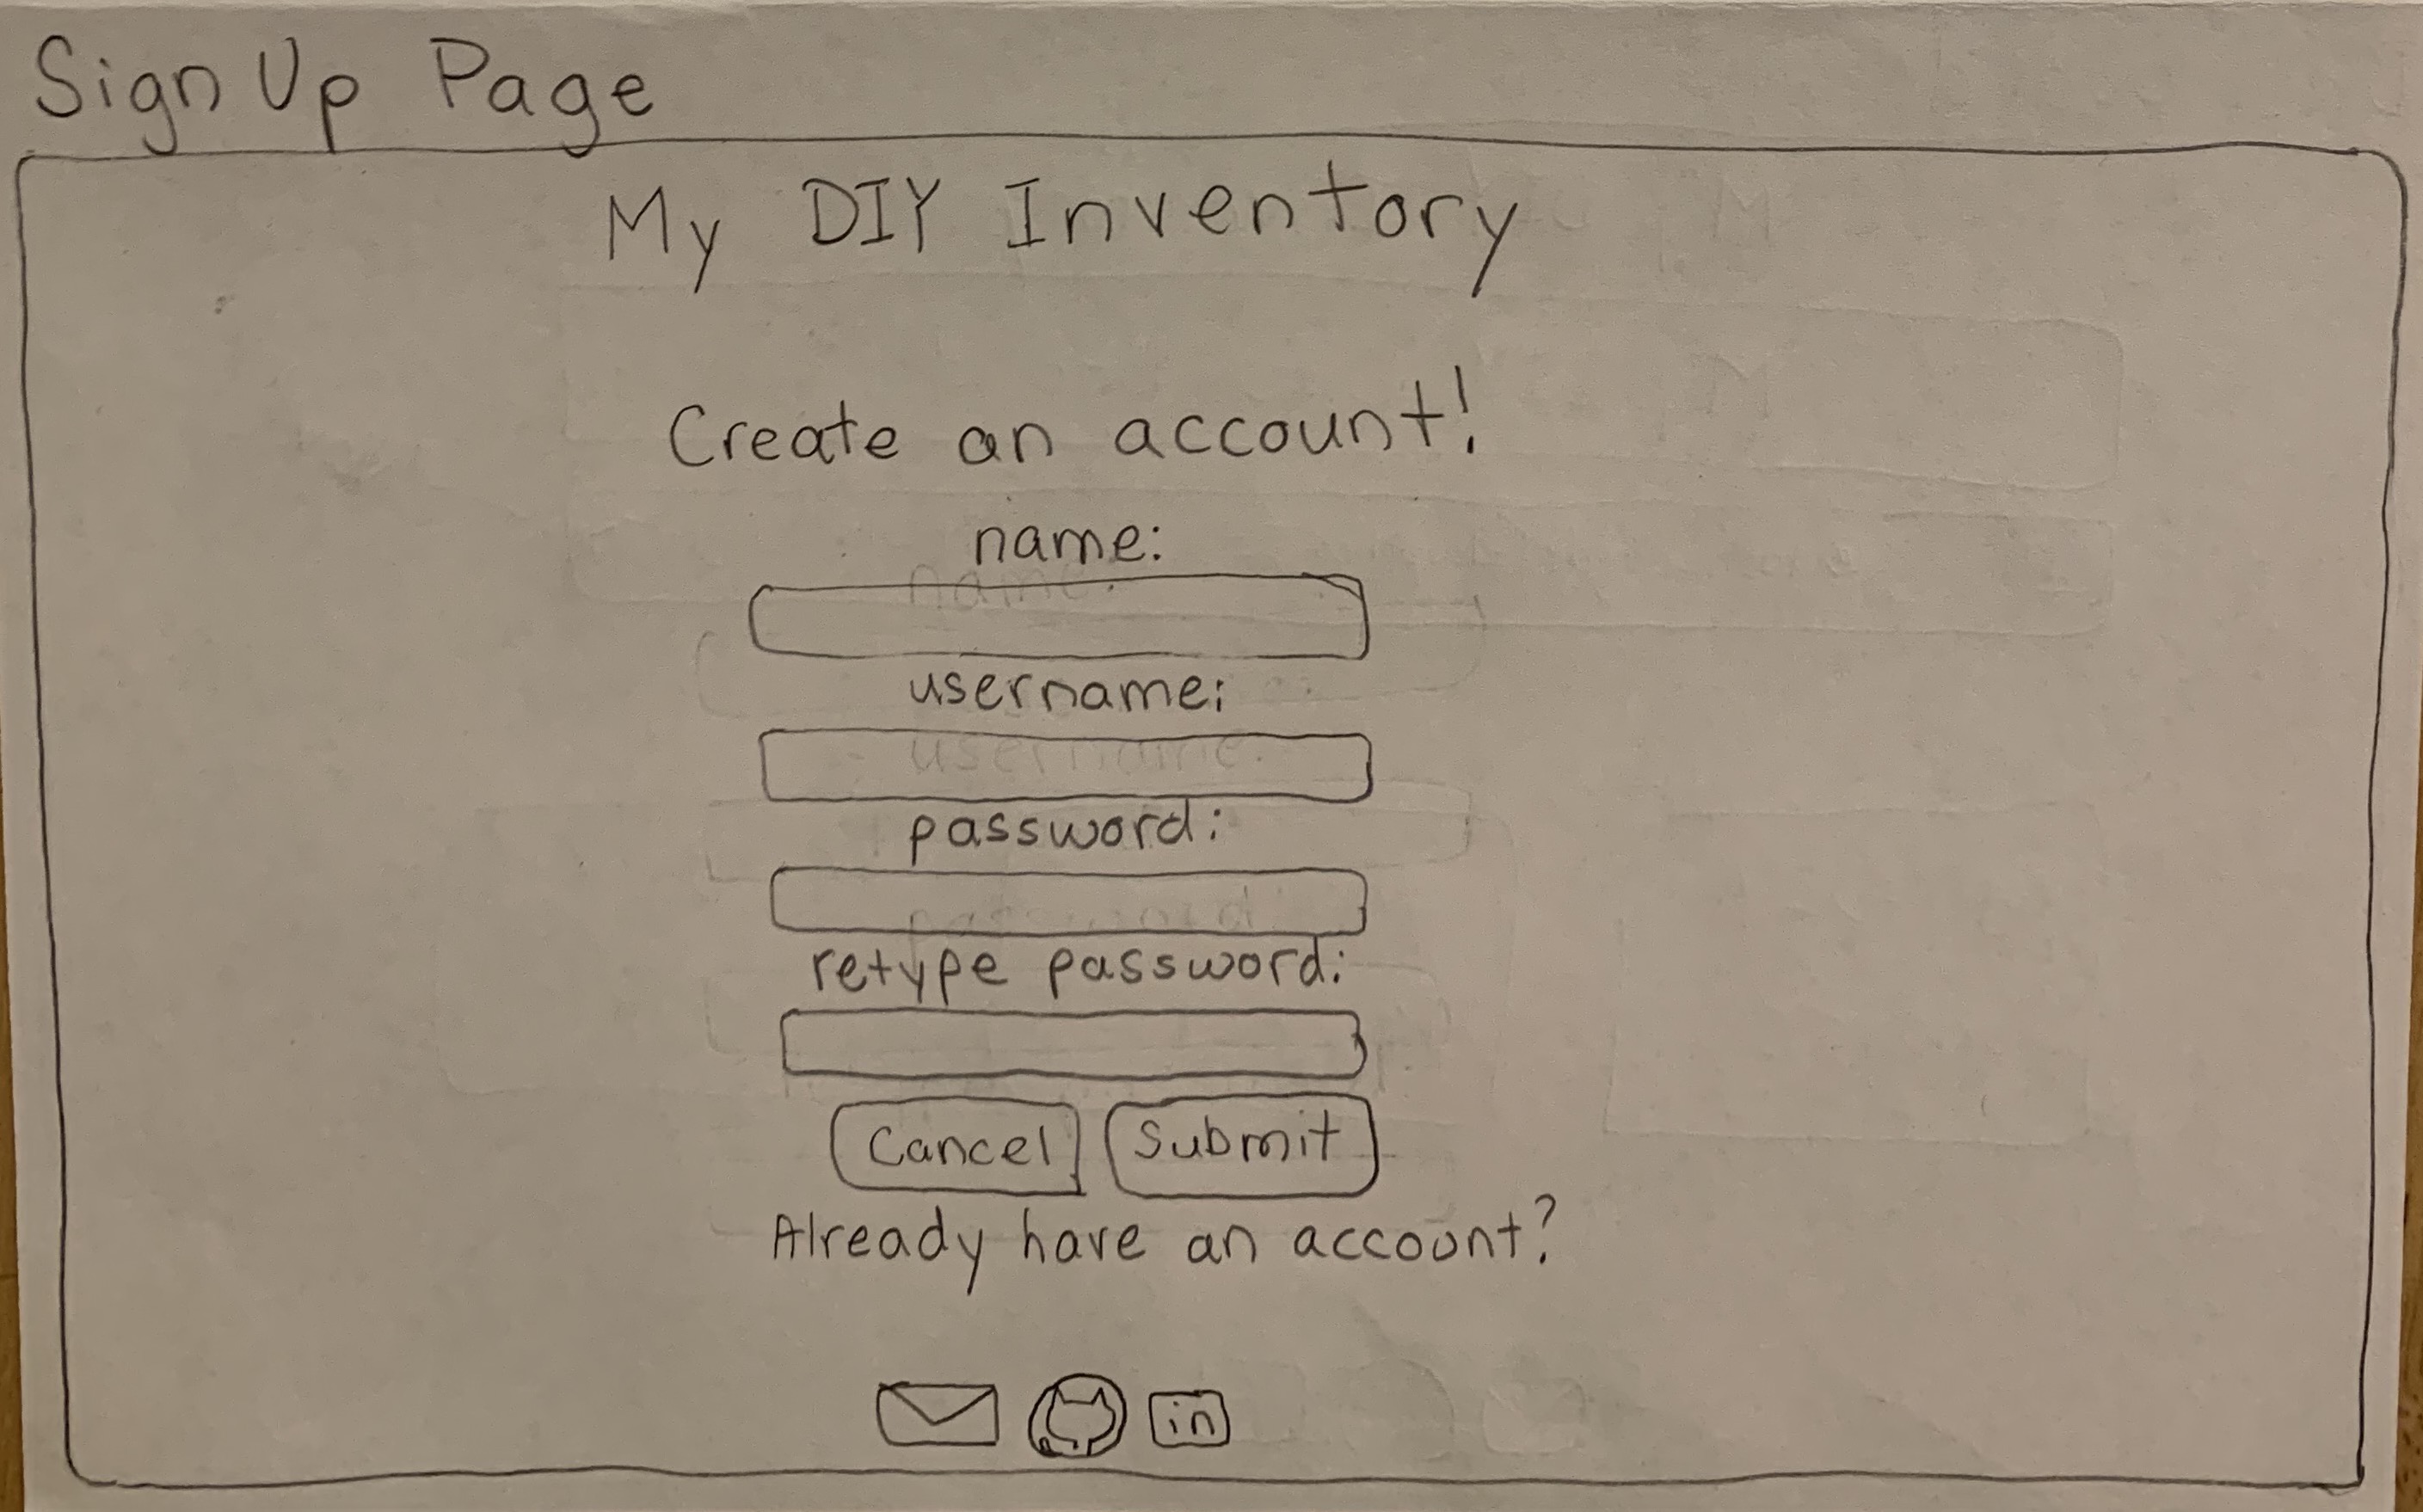 Sign Up Page
My DIY Inventory
Create an account!
name:
username:
password:
retype password:
Cancel Submit
Already have an account?
in